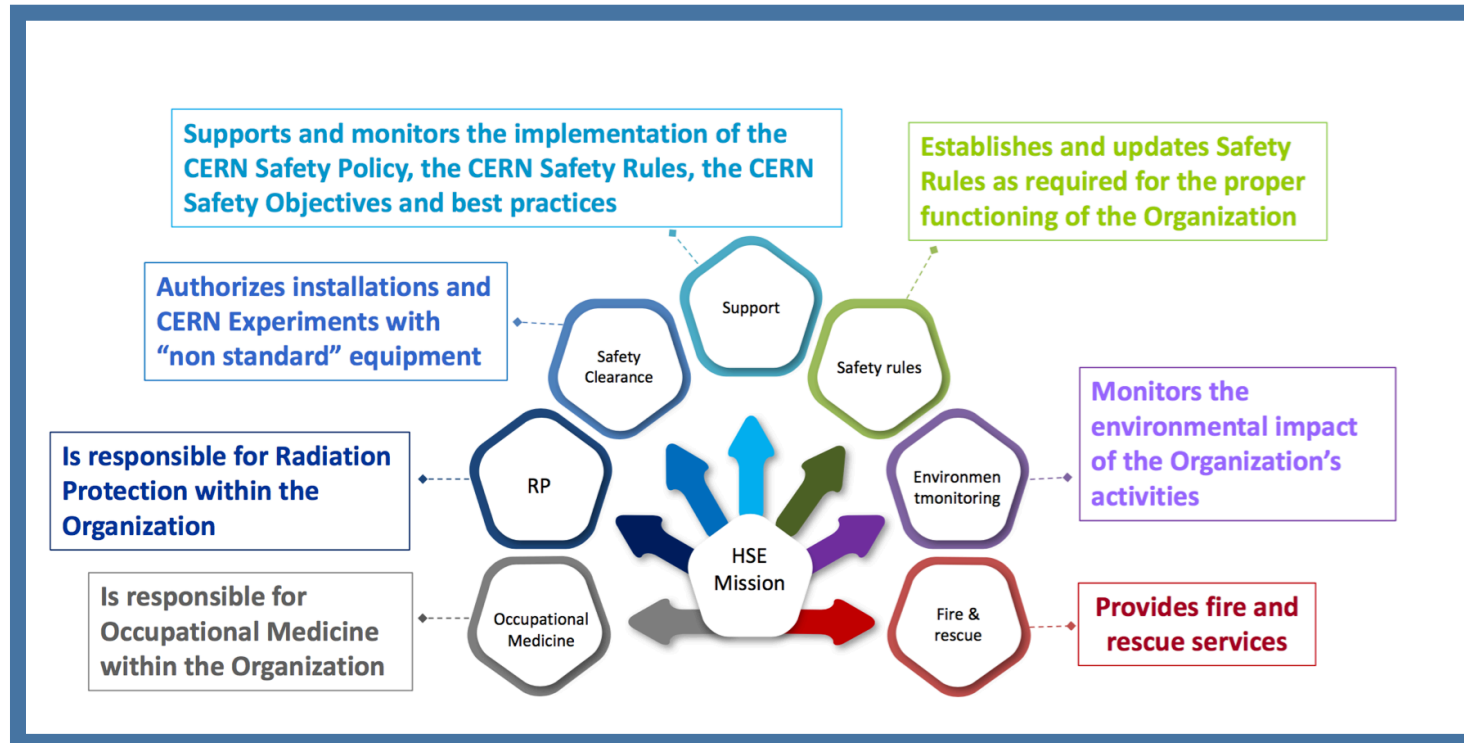 Supports and monitors the implementation of the
CERN Safety Policy, the CERN Safety Rules, the CERN
Safety Objectives and best practices
Establishes and updates Safety
Rules as required for the proper
functioning of the Organization
Authorizes installations and
CERN Experiments with
“non standard” equipment
Support
Safety
Clearance
Safety rules
Monitors the
environmental impact
of the Organization’s
activities
Is responsible for Radiation
Protection within the
Organization
RP
Environmen
tmonitoring
HSE
Mission
Is responsible for
Occupational Medicine
within the Organization
Occupational
Medicine
Fire &
rescue
Provides fire and
rescue services